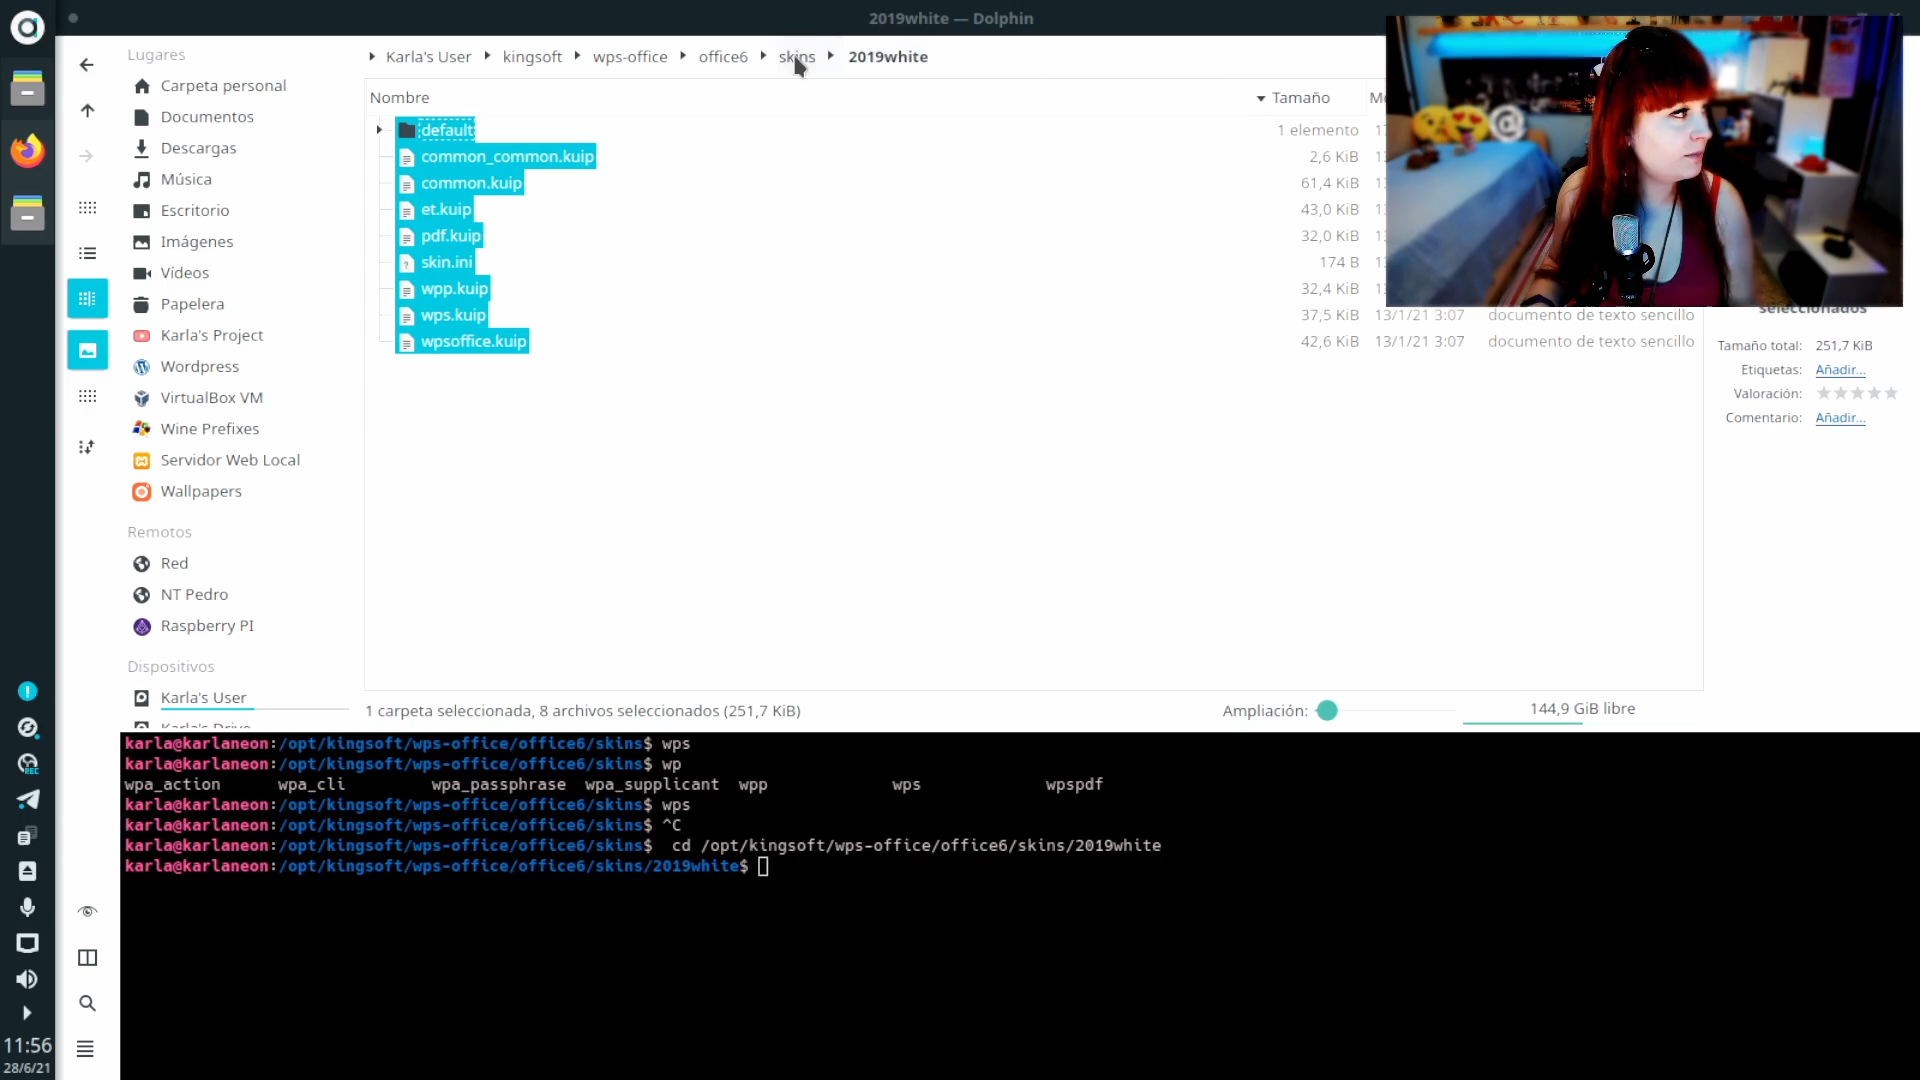 2019white — Dolphin
Lugares
Carpeta personal
Documentos
Descargas
Música
Escritorio
Imágenes
Vídeos
Papelera
Karla's Project
Wordpress
VirtualBox VM
Wine Prefixes
Servidor Web Local
Wallpapers
Remotos
Red
NT Pedro
Raspberry PI
Dispositivos
Karla's User
Karla's Drive
Karla's User kingsoft wps-office office6 skins 2019white
Nombre Tamaño
default 1 elemento
common_common.kuip 2,6 KiB
common.kuip 61,4 KiB
et.kuip 43,0 KiB
pdf.kuip 32,0 KiB
skin.ini 174 B
wpp.kuip 32,4 KiB
wps.kuip 37,5 KiB 13/1/21 3:07 documento de texto sencillo
wpsoffice.kuip 42,6 KiB 13/1/21 3:07 documento de texto sencillo
seleccionados
Tamaño total: 251,7 KiB
Etiquetas: Añadir...
Valoración:
Comentario: Añadir...
1 carpeta seleccionada, 8 archivos seleccionados (251,7 KiB)
Ampliación:
144,9 GiB libre
karla@karlaneon:/opt/kingsoft/wps-office/office6/skins$ wps
karla@karlaneon:/opt/kingsoft/wps-office/office6/skins$ wp
wpa_action wpa_cli wpa_passphrase wpa_supplicant wpp wps wpspdf
karla@karlaneon:/opt/kingsoft/wps-office/office6/skins$ wps
karla@karlaneon:/opt/kingsoft/wps-office/office6/skins$ ^C
karla@karlaneon:/opt/kingsoft/wps-office/office6/skins$ cd /opt/kingsoft/wps-office/office6/skins/2019white
karla@karlaneon:/opt/kingsoft/wps-office/office6/skins/2019white$
REC
11:56
28/6/21